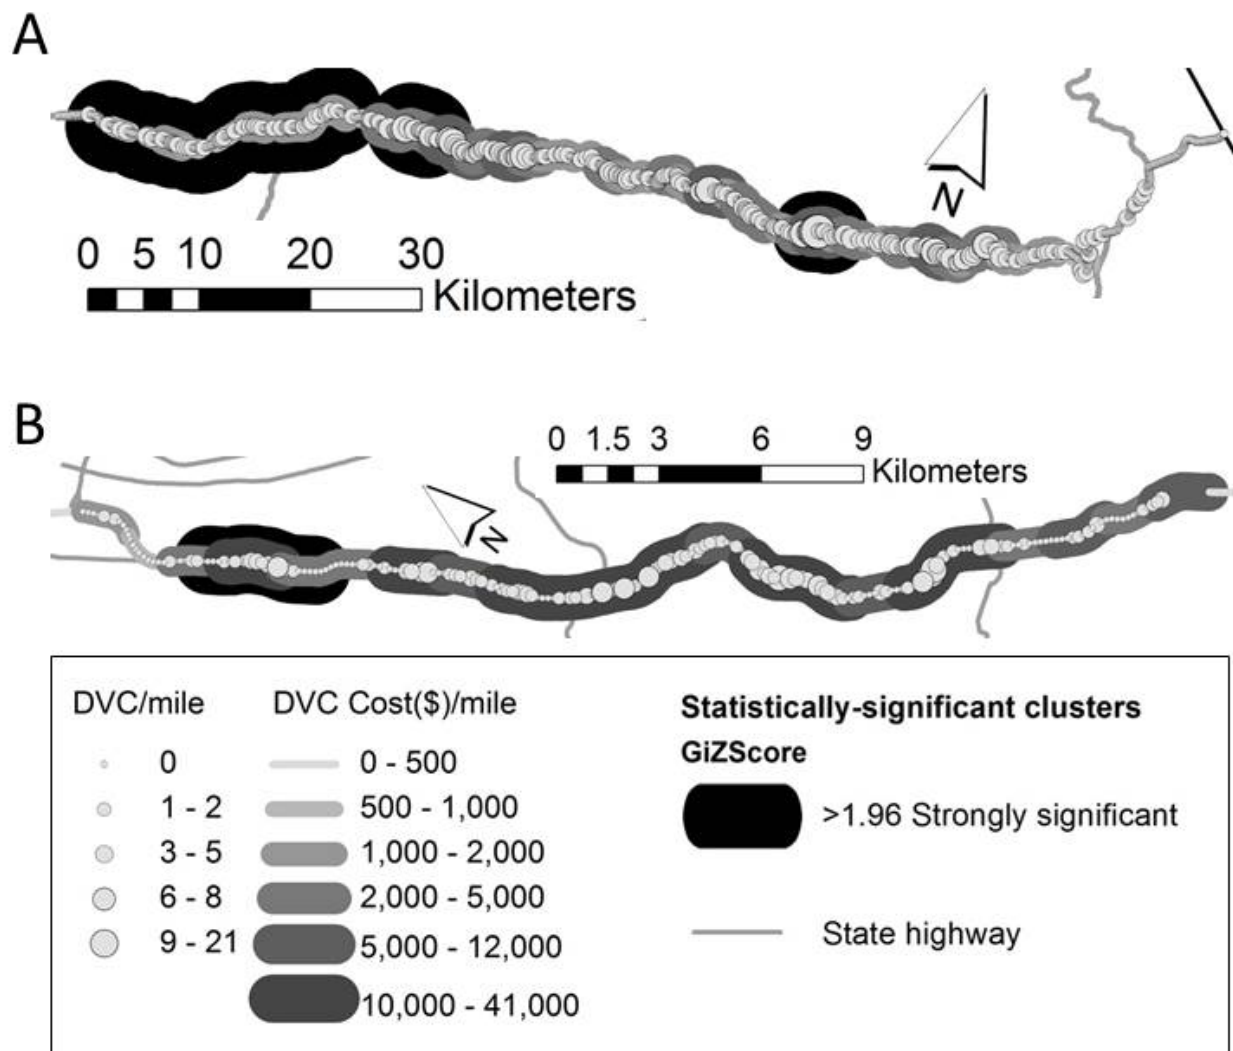 A
N
0 5 10 20 30
Kilometers
B
0 1.5 3 6 9
Kilometers
N
DVC/mile
0
1 - 2
3 - 5
6 - 8
9 - 21
DVC Cost($)/mile
0 - 500
500 - 1,000
1,000 - 2,000
2,000 - 5,000
5,000 - 12,000
10,000 - 41,000
Statistically-significant clusters
GiZScore
>1.96 Strongly significant
State highway